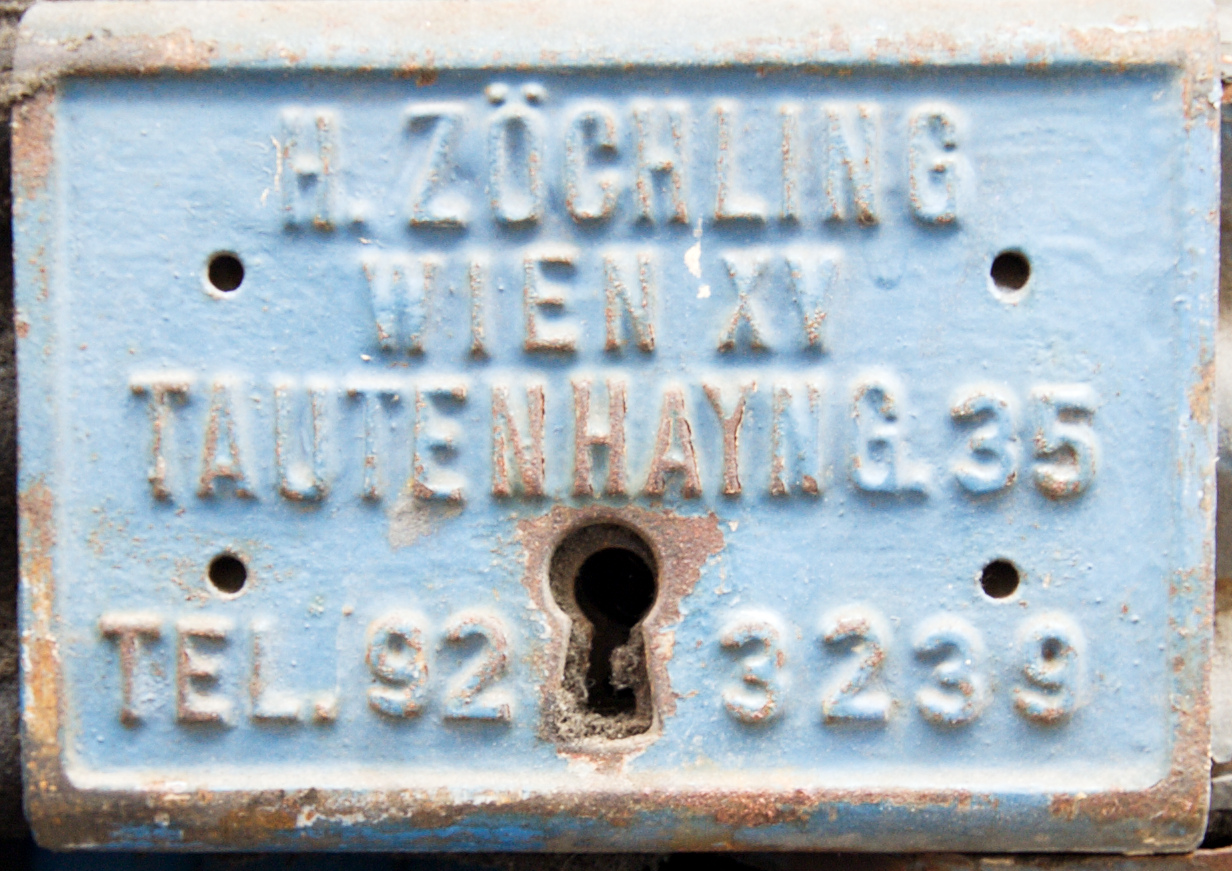 H. ZÖCHLING
WIEN XV
TAUTENHAYNG. 35
TEL. 92 3239